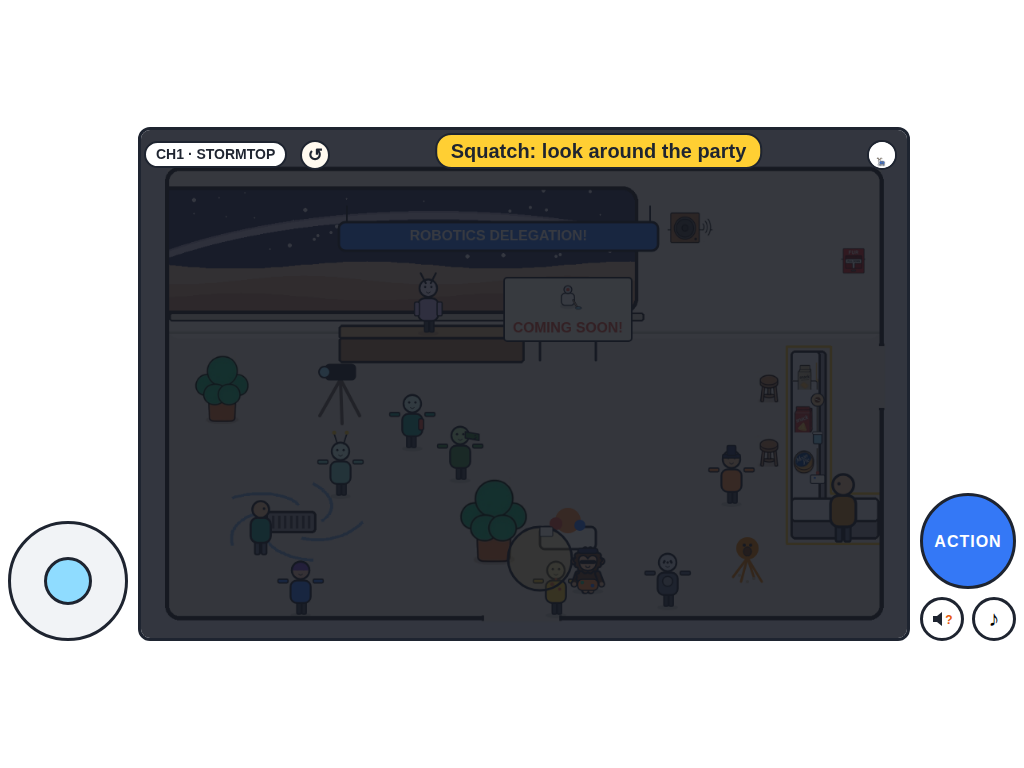 CH1 · STORMTOP
↺
Squatch: look around the party
ROBOTICS DELEGATION!
COMING SOON!
ACTION
?
♪